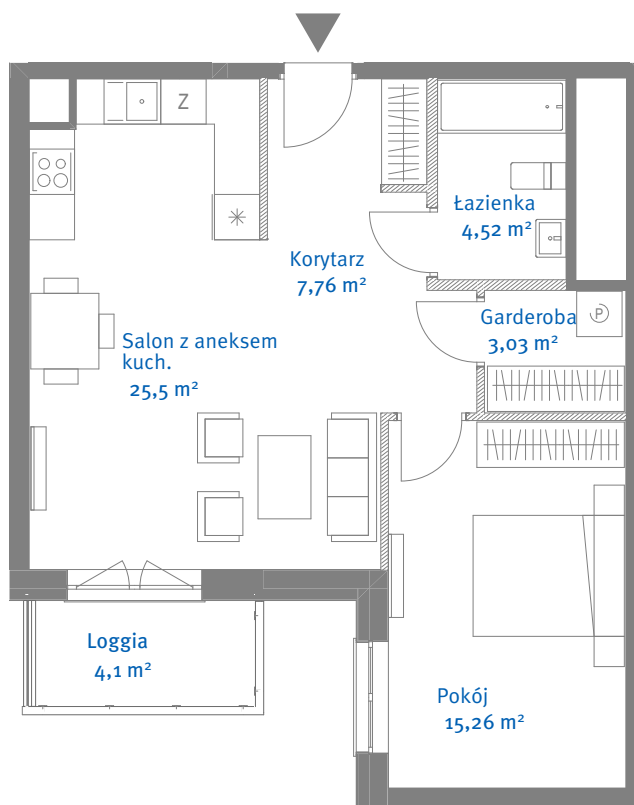 Z
Łazienka
4,52 m²
Korytarz
7,76 m²
Garderoba
3,03 m²
P
Salon z aneksem
kuch.
25,5 m²
Loggia
4,1 m²
Pokój
15,26 m²